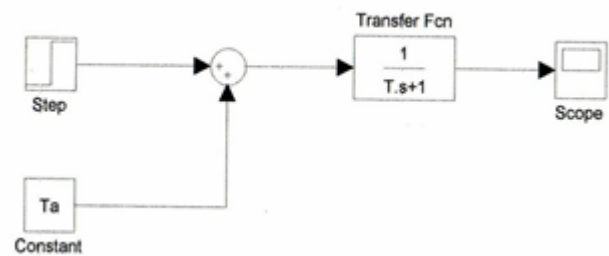 Transfer Fcn
1
T.s+1
Step
Scope
Ta
Constant